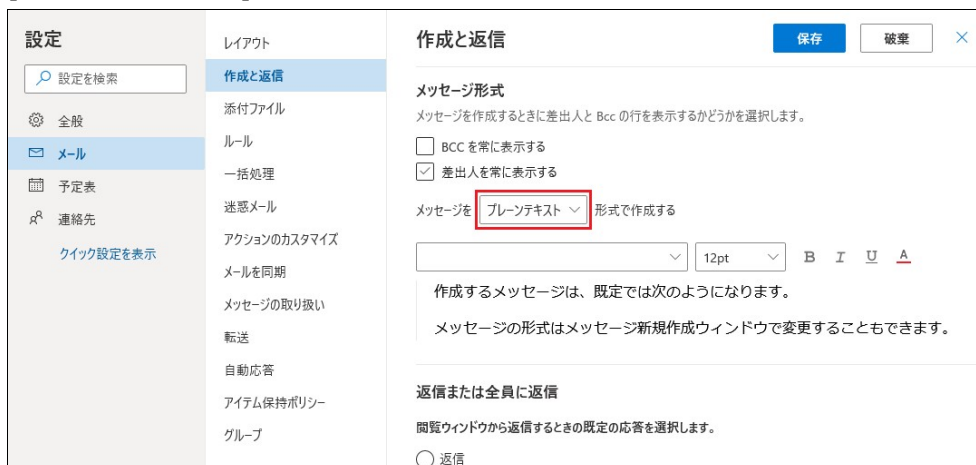 設定
設定を検索
全般
メール
予定表
連絡先
クイック設定を表示
レイアウト
作成と返信
添付ファイル
ルール
一括処理
迷惑メール
アクションのカスタマイズ
メールを同期
メッセージの取り扱い
転送
自動応答
アイテム保持ポリシー
グループ
作成と返信
保存
破棄
メッセージ形式
メッセージを作成するときに差出人と Bcc の行を表示するかどうかを選択します。
BCC を常に表示する
差出人を常に表示する
メッセージを プレーンテキスト 形式で作成する
12pt B I U A
作成するメッセージは、既定では次のようになります。
メッセージの形式はメッセージ新規作成ウィンドウで変更することもできます。
返信または全員に返信
閲覧ウィンドウから返信するときの既定の応答を選択します。
返信